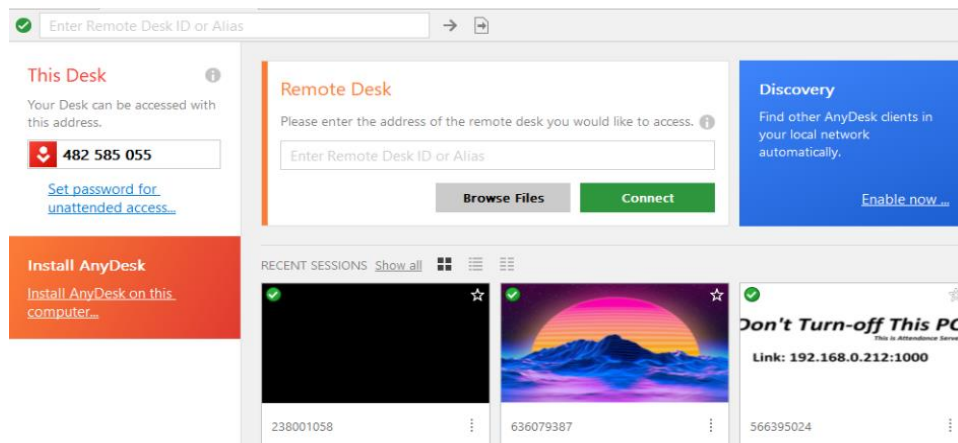 Enter Remote Desk ID or Alias
This Desk
Your Desk can be accessed with
this address.
482 585 055
Set password for
unattended access...
Install AnyDesk
Install AnyDesk on this
computer...
Remote Desk
Please enter the address of the remote desk you would like to access.
Enter Remote Desk ID or Alias
Browse Files
Connect
Discovery
Find other AnyDesk clients in
your local network
automatically.
Enable now ...
RECENT SESSIONS Show all
238001058
636079387
Don't Turn-off This PC
This is Attendance Serve
Link: 192.168.0.212:1000
566395024